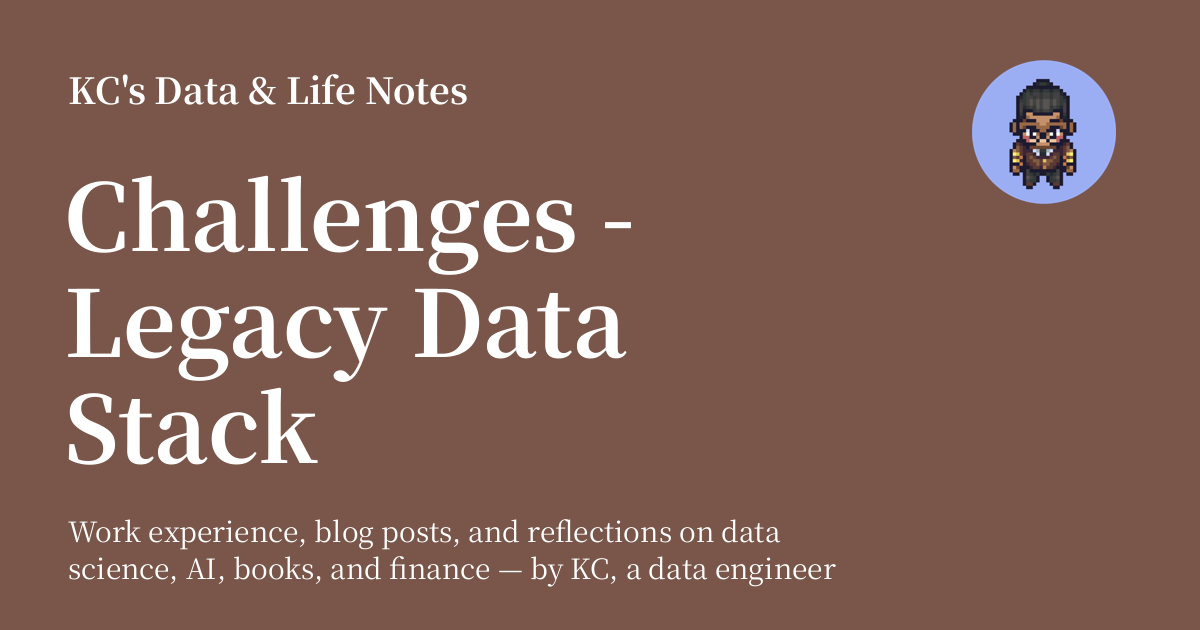 KC's Data & Life Notes
Challenges -
Legacy Data
Stack
Work experience, blog posts, and reflections on data
science, AI, books, and finance — by KC, a data engineer